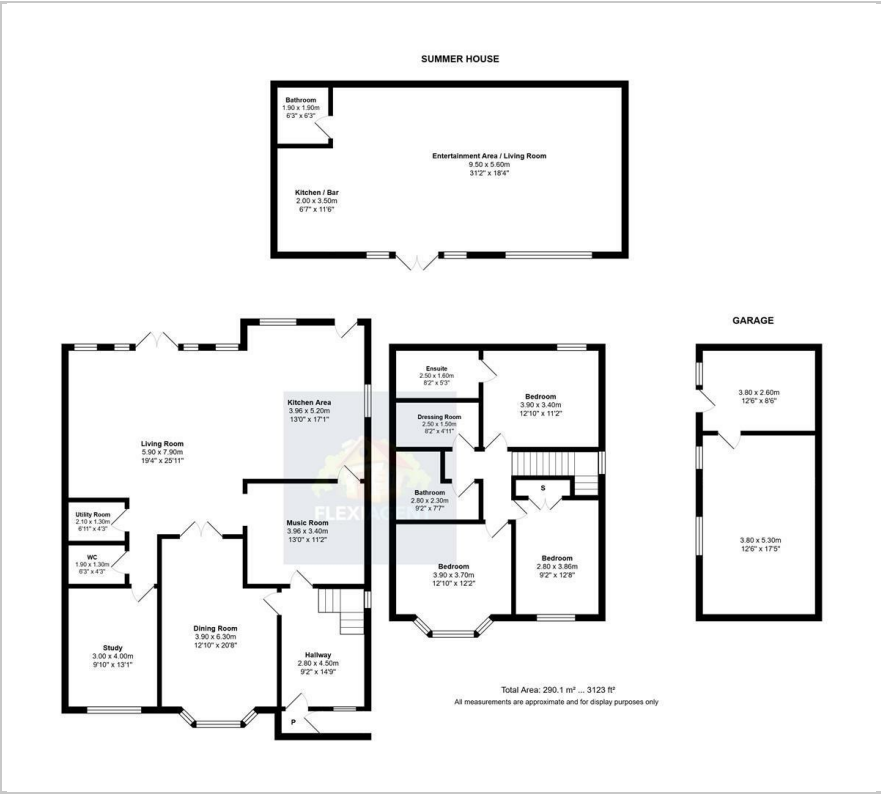 SUMMER HOUSE
Bathroom
1.90 x 1.90m
6'3" x 6'3"
Entertainment Area / Living Room
9.50 x 5.60m
31'2" x 18'4"
Kitchen / Bar
2.00 x 3.50m
6'7" x 11'6"
GARAGE
3.80 x 2.60m
12'6" x 8'6"
3.80 x 5.30m
12'6" x 17'5"
Kitchen Area
3.96 x 5.20m
13'0" x 17'1"
Living Room
5.90 x 7.90m
19'4" x 25'11"
Utility Room
2.10 x 1.30m
6'11" x 4'3"
WC
1.90 x 1.30m
6'3" x 4'3"
Music Room
3.96 x 3.40m
13'0" x 11'2"
Study
3.00 x 4.00m
9'10" x 13'1"
Dining Room
3.90 x 6.30m
12'10" x 20'8"
Hallway
2.80 x 4.50m
9'2" x 14'9"
P
Ensuite
2.50 x 1.60m
8'2" x 5'3"
Bedroom
3.90 x 3.40m
12'10" x 11'2"
Dressing Room
2.50 x 1.50m
8'2" x 4'11"
Bathroom
2.80 x 2.30m
9'2" x 7'7"
S
Bedroom
3.90 x 3.70m
12'10" x 12'2"
Bedroom
2.80 x 3.86m
9'2" x 12'8"
FLEXIAGENT
Total Area: 290.1 m² ... 3123 ft²
All measurements are approximate and for display purposes only